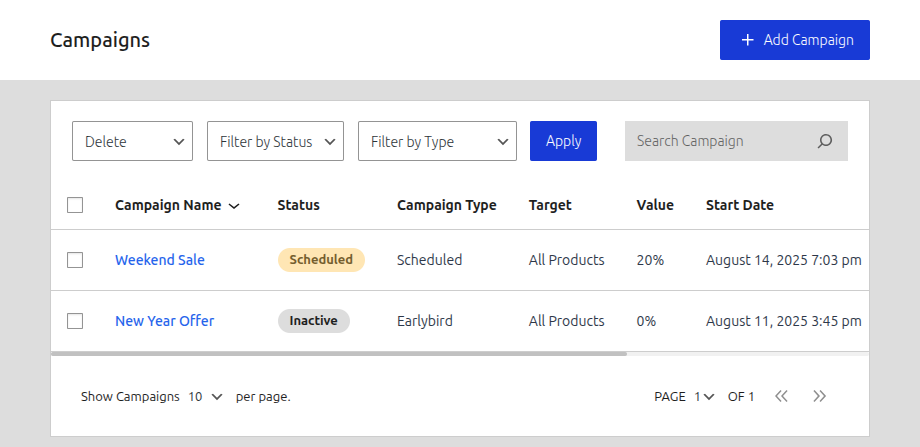 Campaigns
+ Add Campaign
Delete Filter by Status Filter by Type Apply Search Campaign
Campaign Name Status Campaign Type Target Value Start Date
Weekend Sale Scheduled Scheduled All Products 20% August 14, 2025 7:03 pm
New Year Offer Inactive Earlybird All Products 0% August 11, 2025 3:45 pm
Show Campaigns 10 per page. PAGE 1 OF 1